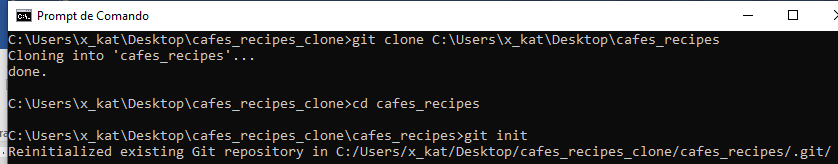 Prompt de Comando
C:\Users\x_kat\Desktop\cafes_recipes_clone>git clone C:\Users\x_kat\Desktop\cafes_recipes
Cloning into 'cafes_recipes'...
done.
C:\Users\x_kat\Desktop\cafes_recipes_clone>cd cafes_recipes
C:\Users\x_kat\Desktop\cafes_recipes_clone\cafes_recipes>git init
Reinitialized existing Git repository in C:/Users/x_kat/Desktop/cafes_recipes_clone/cafes_recipes/.git/